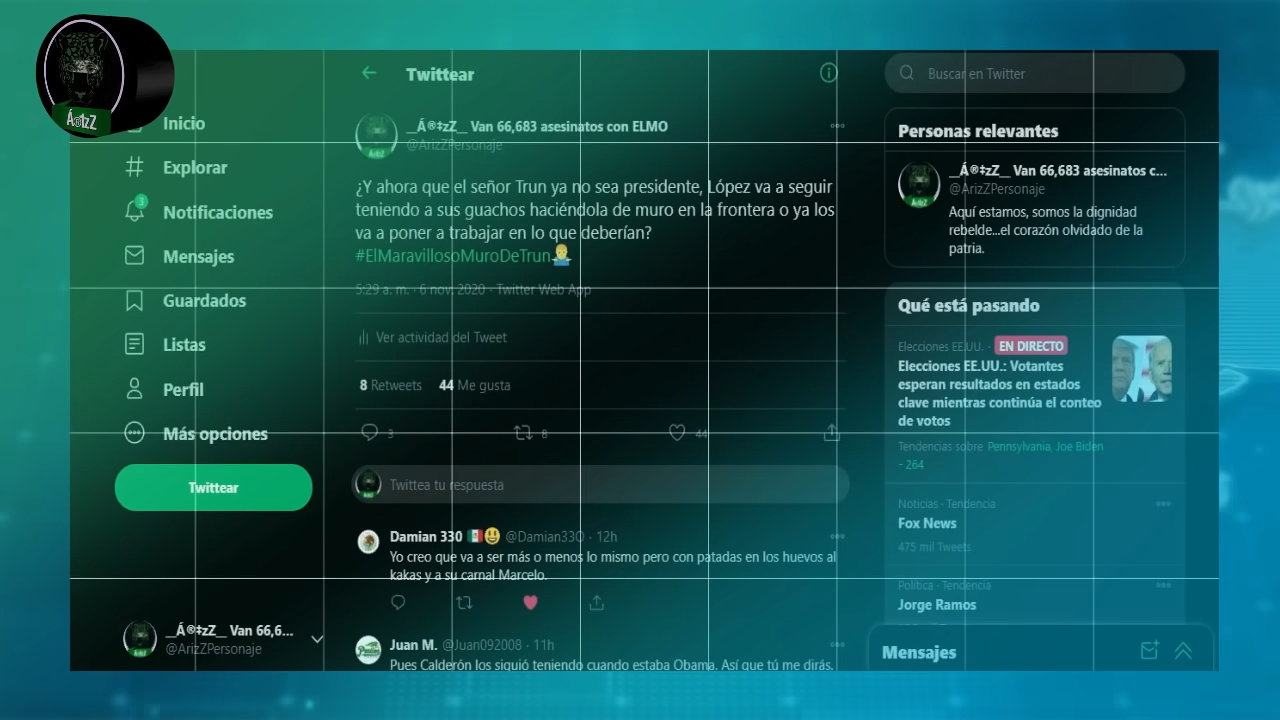 Á®‡zZ
Inicio
Explorar
3
Notificaciones
Mensajes
Guardados
Listas
Perfil
Más opciones
Twittear
__Á®‡zZ__ Van 66,6...
@ArizZPersonaje
Twittear
__Á®‡zZ__ Van 66,683 asesinatos con ELMO
@ArizZPersonaje
¿Y ahora que el señor Trun ya no sea presidente, López va a seguir
teniendo a sus guachos haciéndola de muro en la frontera o ya los
va a poner a trabajar en lo que deberían?
#ElMaravillosoMuroDeTrun🤷‍♂️
5:29 a. m. · 6 nov. 2020 · Twitter Web App
Ver actividad del Tweet
8 Retweets 44 Me gusta
3 8 44
Twittea tu respuesta
Damian 330 🇲🇽😃 @Damian33O · 12h
Yo creo que va a ser más o menos lo mismo pero con patadas en los huevos al
kakas y a su carnal Marcelo.
Juan M. @Juan092008 · 11h
Pues Calderón los siguió teniendo cuando estaba Obama. Así que tú me dirás.
Buscar en Twitter
Personas relevantes
__Á®‡zZ__ Van 66,683 asesinatos c...
@ArizZPersonaje
Aquí estamos, somos la dignidad
rebelde...el corazón olvidado de la
patria.
Qué está pasando
Elecciones EE.UU. · EN DIRECTO
Elecciones EE.UU.: Votantes
esperan resultados en estados
clave mientras continúa el conteo
de votos
Tendencias sobre Pennsylvania, Joe Biden
- 264
Noticias · Tendencia
Fox News
475 mil Tweets
Política · Tendencia
Jorge Ramos
Mensajes